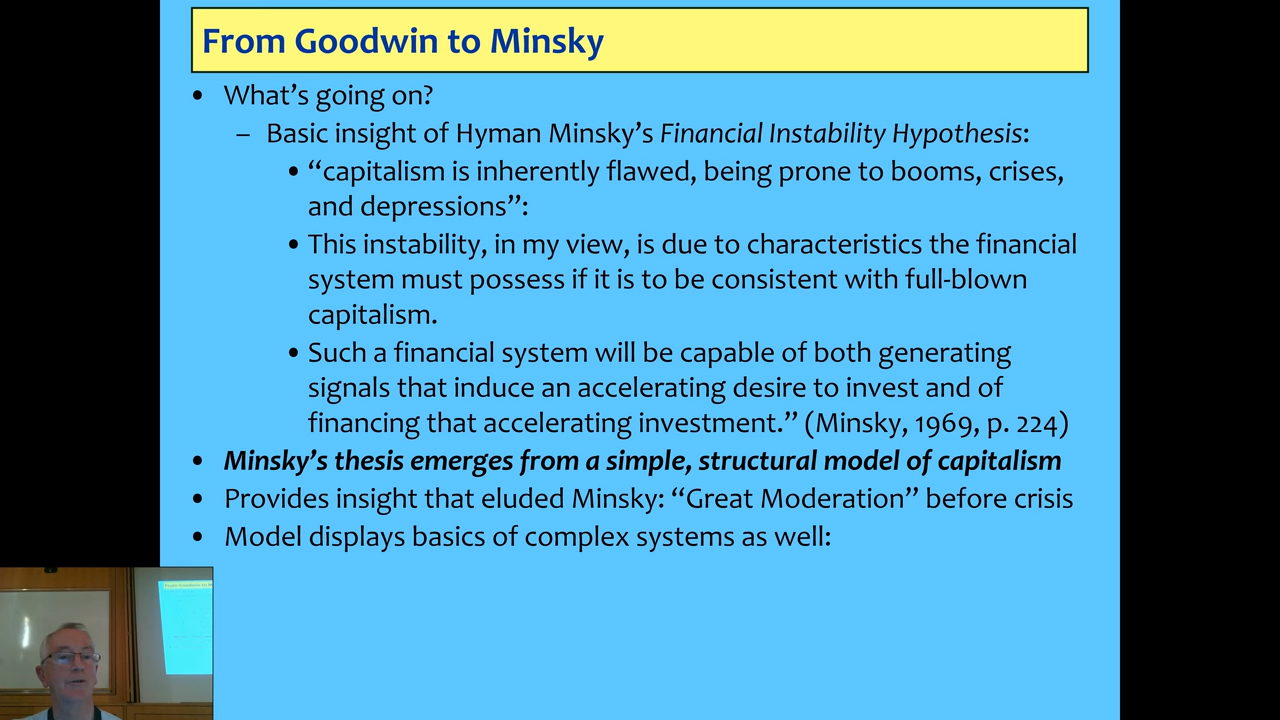 From Goodwin to Minsky
• What’s going on?
– Basic insight of Hyman Minsky’s Financial Instability Hypothesis:
• “capitalism is inherently flawed, being prone to booms, crises,
and depressions”:
• This instability, in my view, is due to characteristics the financial
system must possess if it is to be consistent with full-blown
capitalism.
• Such a financial system will be capable of both generating
signals that induce an accelerating desire to invest and of
financing that accelerating investment.” (Minsky, 1969, p. 224)
• Minsky’s thesis emerges from a simple, structural model of capitalism
• Provides insight that eluded Minsky: “Great Moderation” before crisis
• Model displays basics of complex systems as well: